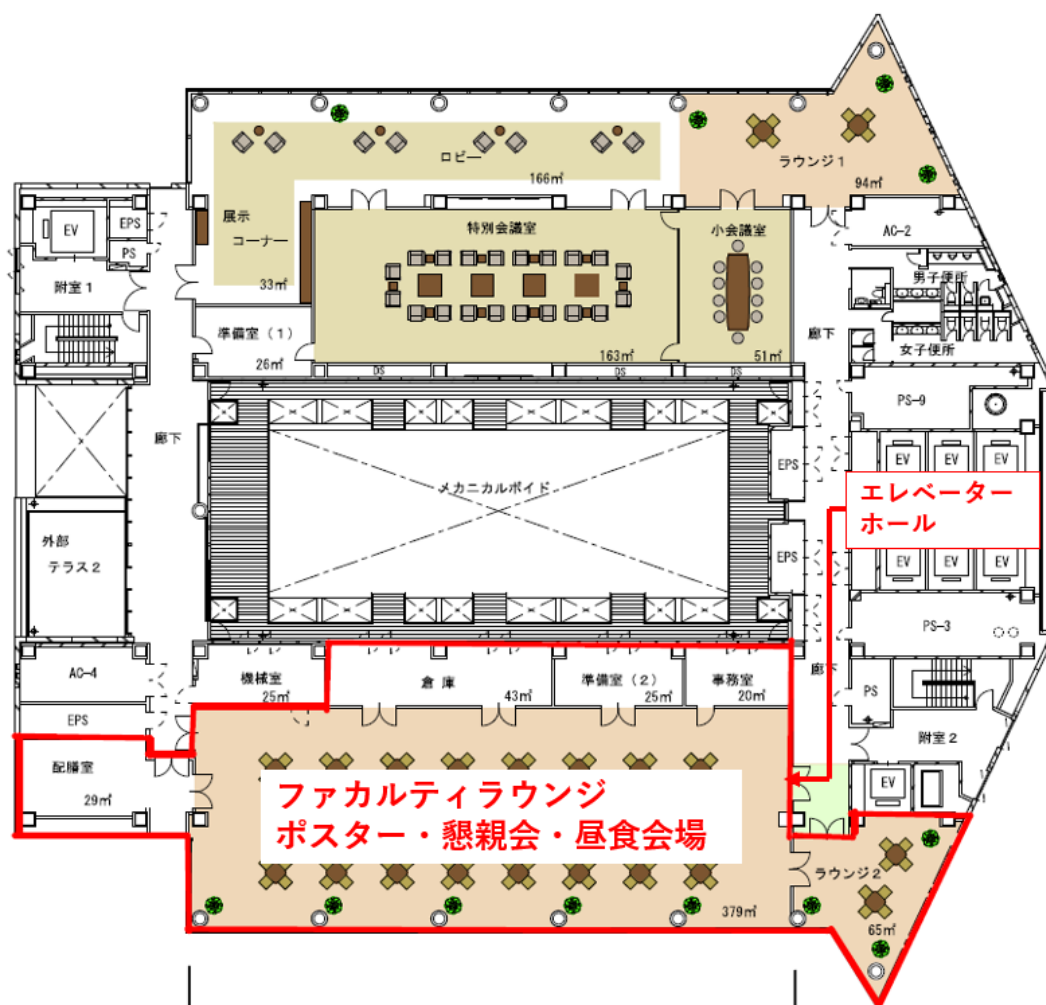 ロビー
166㎡
ラウンジ1
94㎡
EV
EPS
PS
附室1
展示
コーナー
33㎡
特別会議室
163㎡
小会議室
51㎡
AC-2
男子便所
女子便所
廊下
準備室(1)
26㎡
DS
DS
DS
廊下
外部
テラス2
メカニカルボイド
EPS
EPS
PS-9
EV
EV
EV
エレベーター
ホール
EV
EV
EV
PS-3
廊下
PS
附室2
EV
AC-4
EPS
配膳室
29㎡
機械室
25㎡
倉庫
43㎡
準備室(2)
25㎡
事務室
20㎡
ファカルティラウンジ
ポスター・懇親会・昼食会場
379㎡
ラウンジ2
65㎡